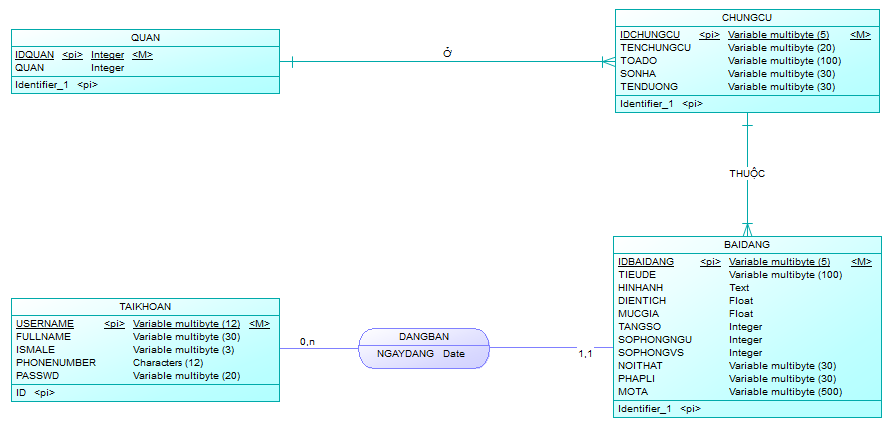 QUAN
IDQUAN <pi> Integer <M>
QUAN Integer
Identifier_1 <pi>
Ở
CHUNGCU
IDCHUNGCU <pi> Variable multibyte (5) <M>
TENCHUNGCU Variable multibyte (20)
TOADO Variable multibyte (100)
SONHA Variable multibyte (30)
TENDUONG Variable multibyte (30)
Identifier_1 <pi>
THUỘC
BAIDANG
IDBAIDANG <pi> Variable multibyte (5) <M>
TIEUDE Variable multibyte (100)
HINHANH Text
DIENTICH Float
MUCGIA Float
TANGSO Integer
SOPHONGNGU Integer
SOPHONGVS Integer
NOITHAT Variable multibyte (30)
PHAPLI Variable multibyte (30)
MOTA Variable multibyte (500)
Identifier_1 <pi>
TAIKHOAN
USERNAME <pi> Variable multibyte (12) <M>
FULLNAME Variable multibyte (30)
ISMALE Variable multibyte (3)
PHONENUMBER Characters (12)
PASSWD Variable multibyte (20)
ID <pi>
0,n
DANGBAN
NGAYDANG Date
1,1